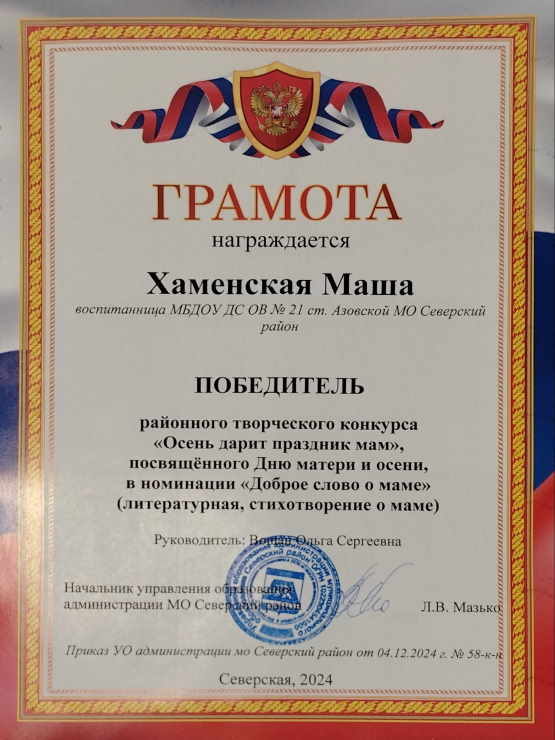 ГРАМОТА
награждается
Хаменская Маша
воспитанница МБДОУ ДС ОВ № 21 ст. Азовской МО Северский
район
ПОБЕДИТЕЛЬ
районного творческого конкурса
«Осень дарит праздник мам»,
посвящённого Дню матери и осени,
в номинации «Доброе слово о маме»
(литературная, стихотворение о маме)
Руководитель: Ольга Сергеевна
Начальник управления образования
администрации МО Северский район
Л.В. Мазько
Приказ УО администрации мо Северский район от 04.12.2024 г. № 58-к-к
Северская, 2024